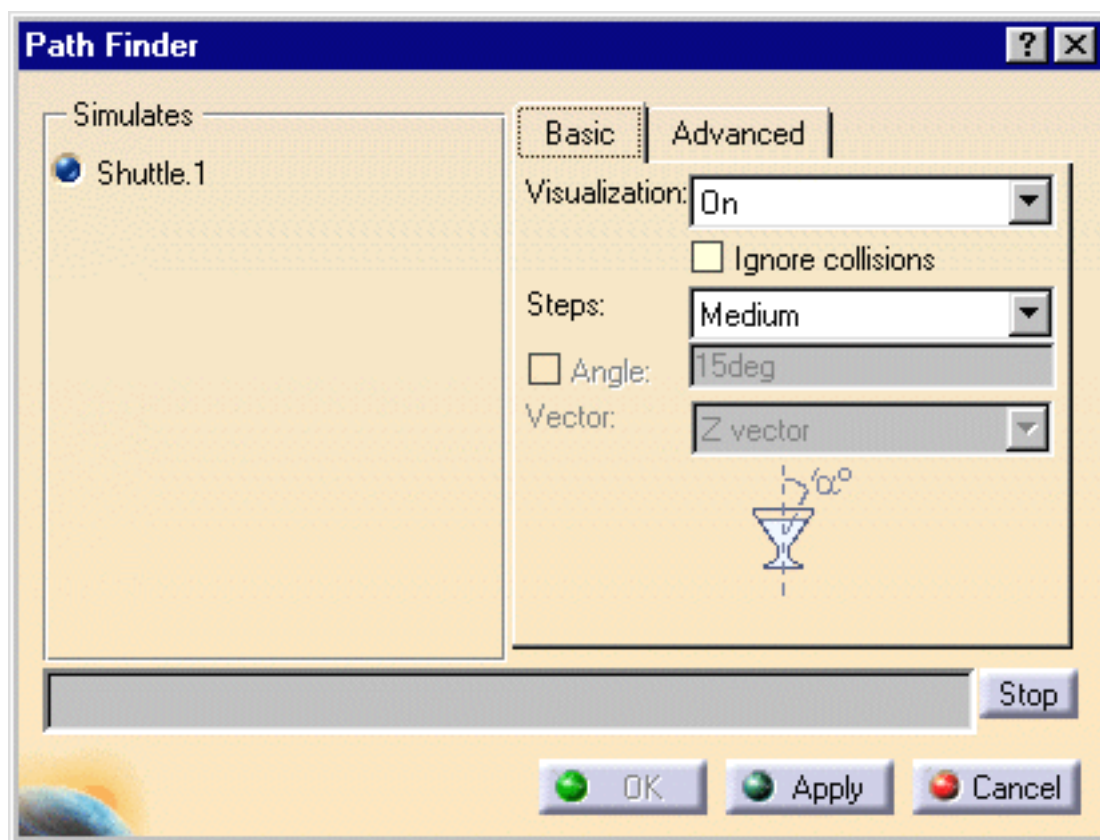 Path Finder
Simulates
Shuttle.1
Basic Advanced
Visualization: On
Ignore collisions
Steps: Medium
Angle: 15deg
Vector: Z vector
α°
Stop
OK Apply Cancel